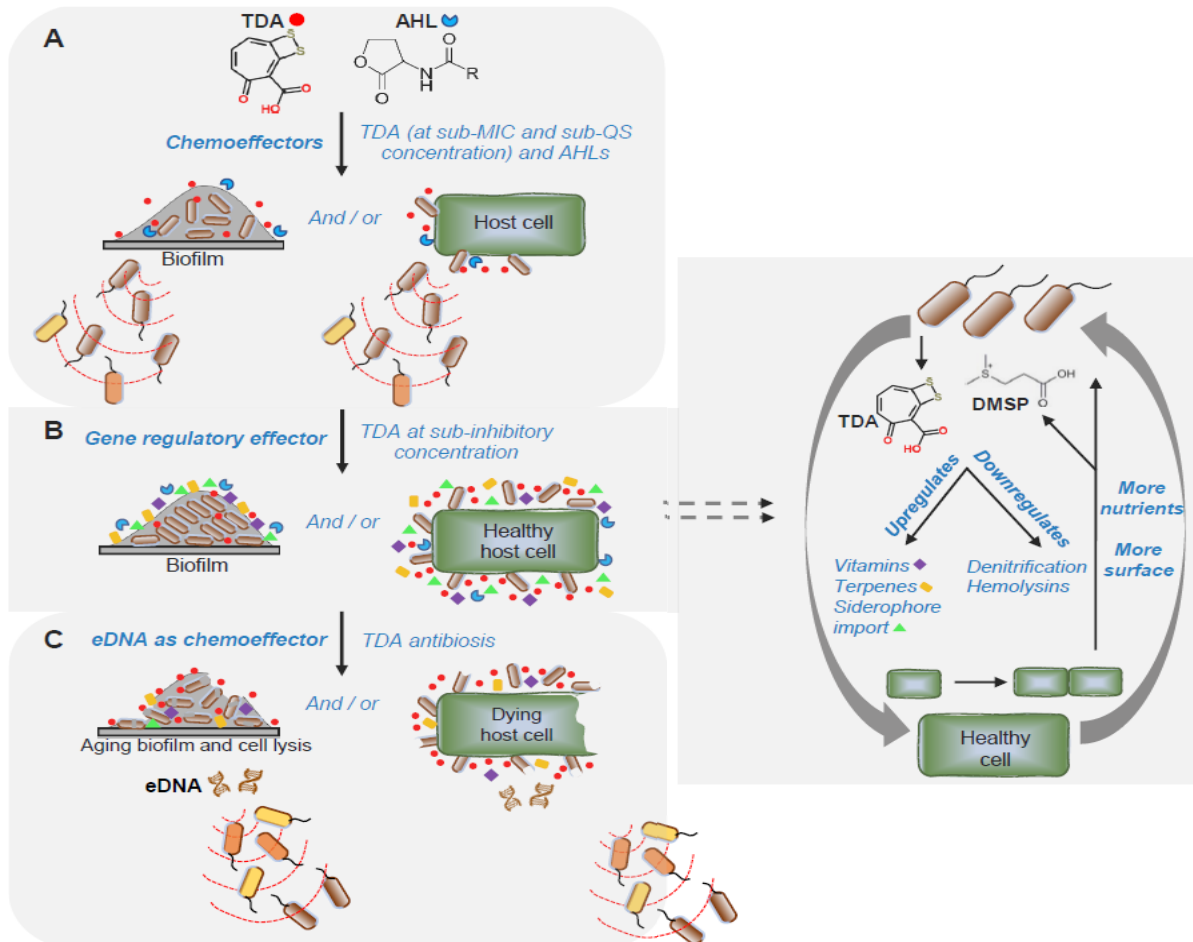 A
TDA
AHL
S
S
O
HO
O
O
O
N
H
O
R
Chemoeffectors
TDA (at sub-MIC and sub-QS
concentration) and AHLs
Biofilm
And / or
Host cell
B
Gene regulatory effector
TDA at sub-inhibitory
concentration
Biofilm
And / or
Healthy
host cell
C
eDNA as chemoeffector
TDA antibiosis
Aging biofilm and cell lysis
And / or
Dying
host cell
eDNA
TDA
S
S
O
O
HO
S+
OH
O
DMSP
Upregulates
Downregulates
Vitamins
Terpenes
Siderophore
import
Denitrification
Hemolysins
More
nutrients
More
surface
Healthy
cell